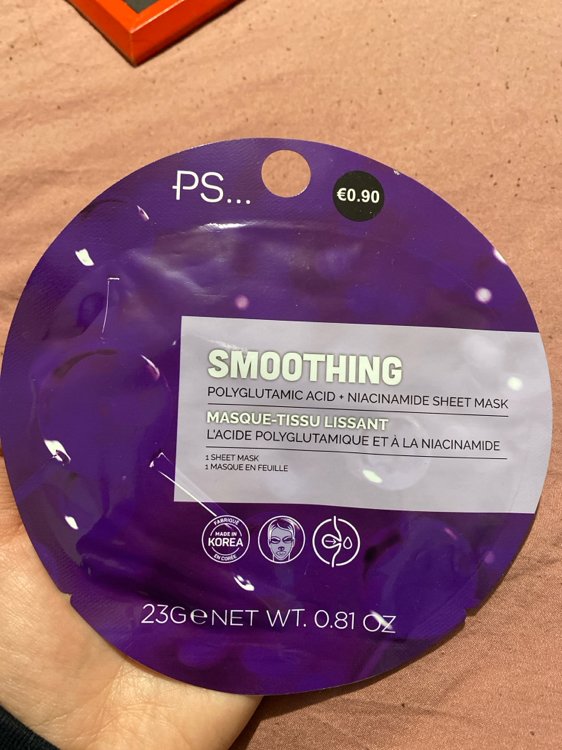 PS...
€0.90
SMOOTHING
POLYGLUTAMIC ACID + NIACINAMIDE SHEET MASK
MASQUE-TISSU LISSANT
L'ACIDE POLYGLUTAMIQUE ET À LA NIACINAMIDE
1 SHEET MASK
1 MASQUE EN FEUILLE
FABRIQUÉ
MADE IN
KOREA
EN CORÉE
23G℮NET WT. 0.81 OZ